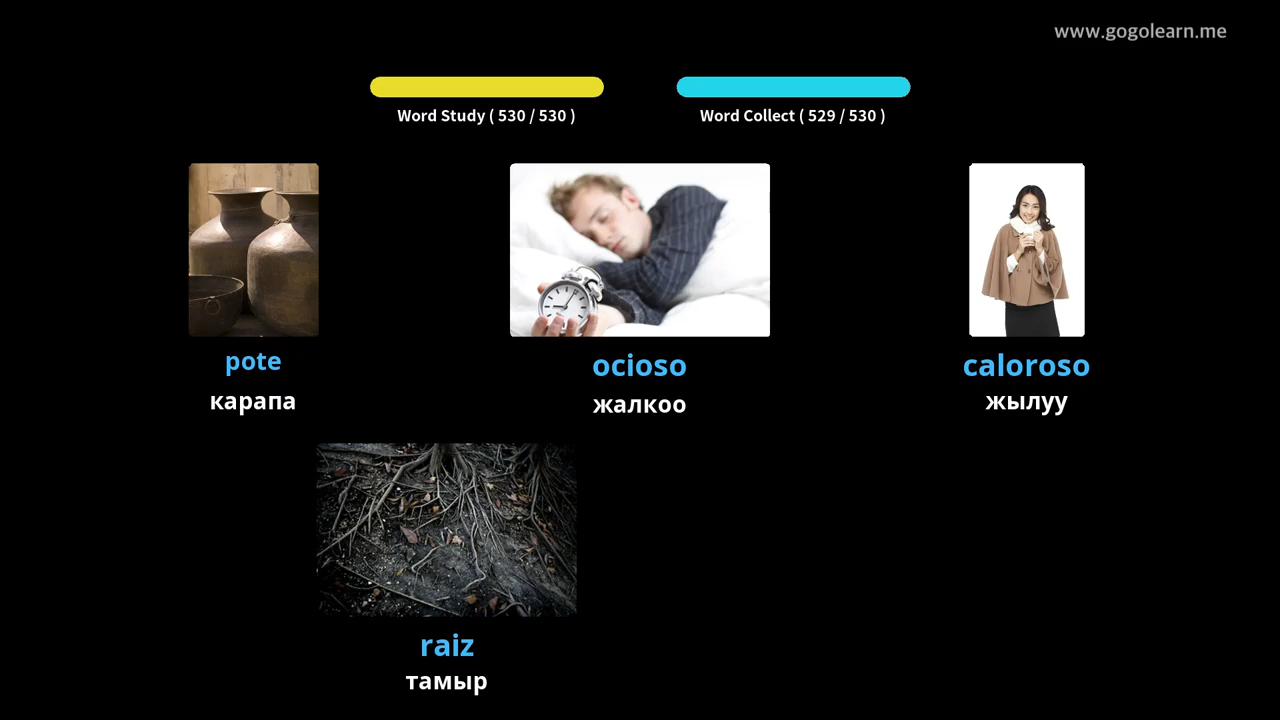 www.gogolearn.me
Word Study ( 530 / 530 )
Word Collect ( 529 / 530 )
pote
карапа
ocioso
жалкоо
caloroso
жылуу
raiz
тамыр